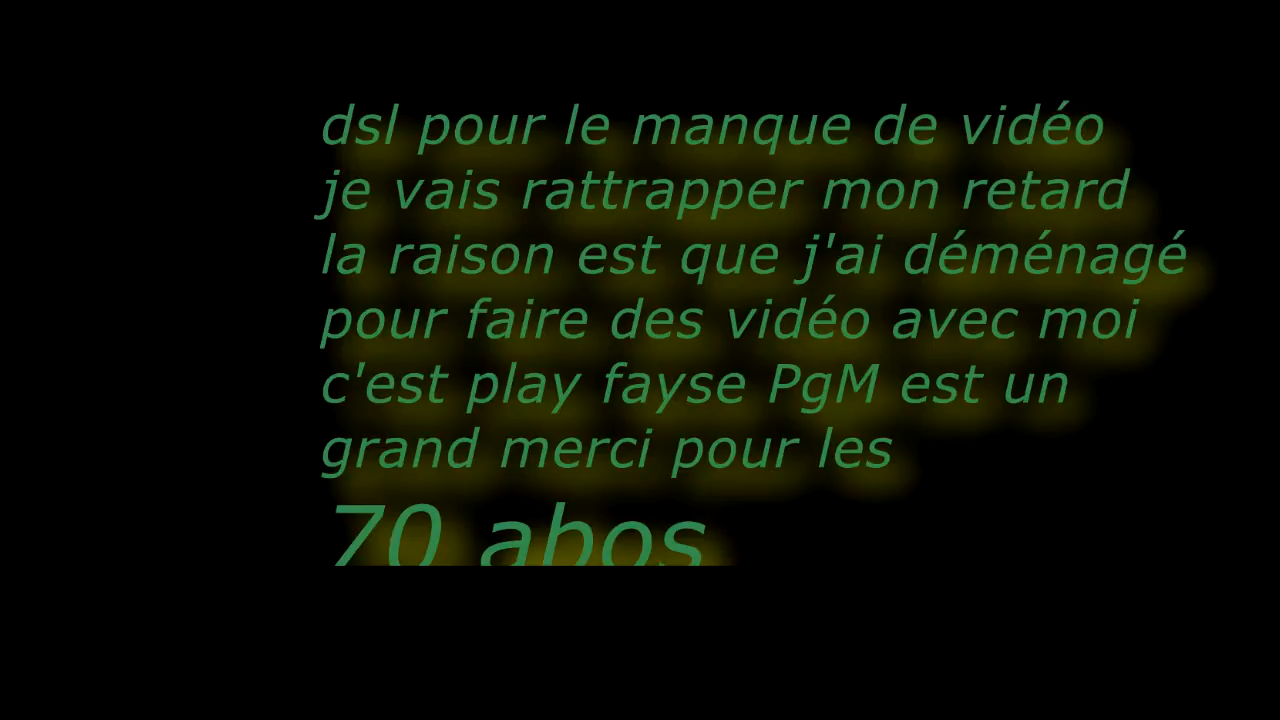 dsl pour le manque de vidéo
je vais rattrapper mon retard
la raison est que j'ai déménagé
pour faire des vidéo avec moi
c'est play fayse PgM est un
grand merci pour les
70 abos